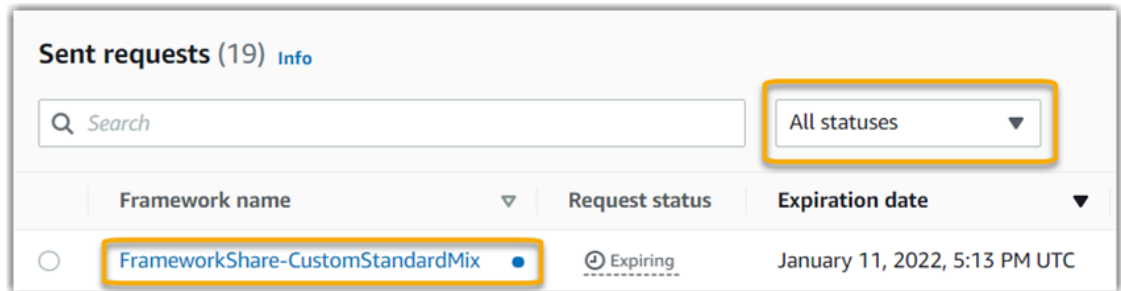 Sent requests (19) Info
Search
All statuses
Framework name
Request status
Expiration date
FrameworkShare-CustomStandardMix
Expiring
January 11, 2022, 5:13 PM UTC